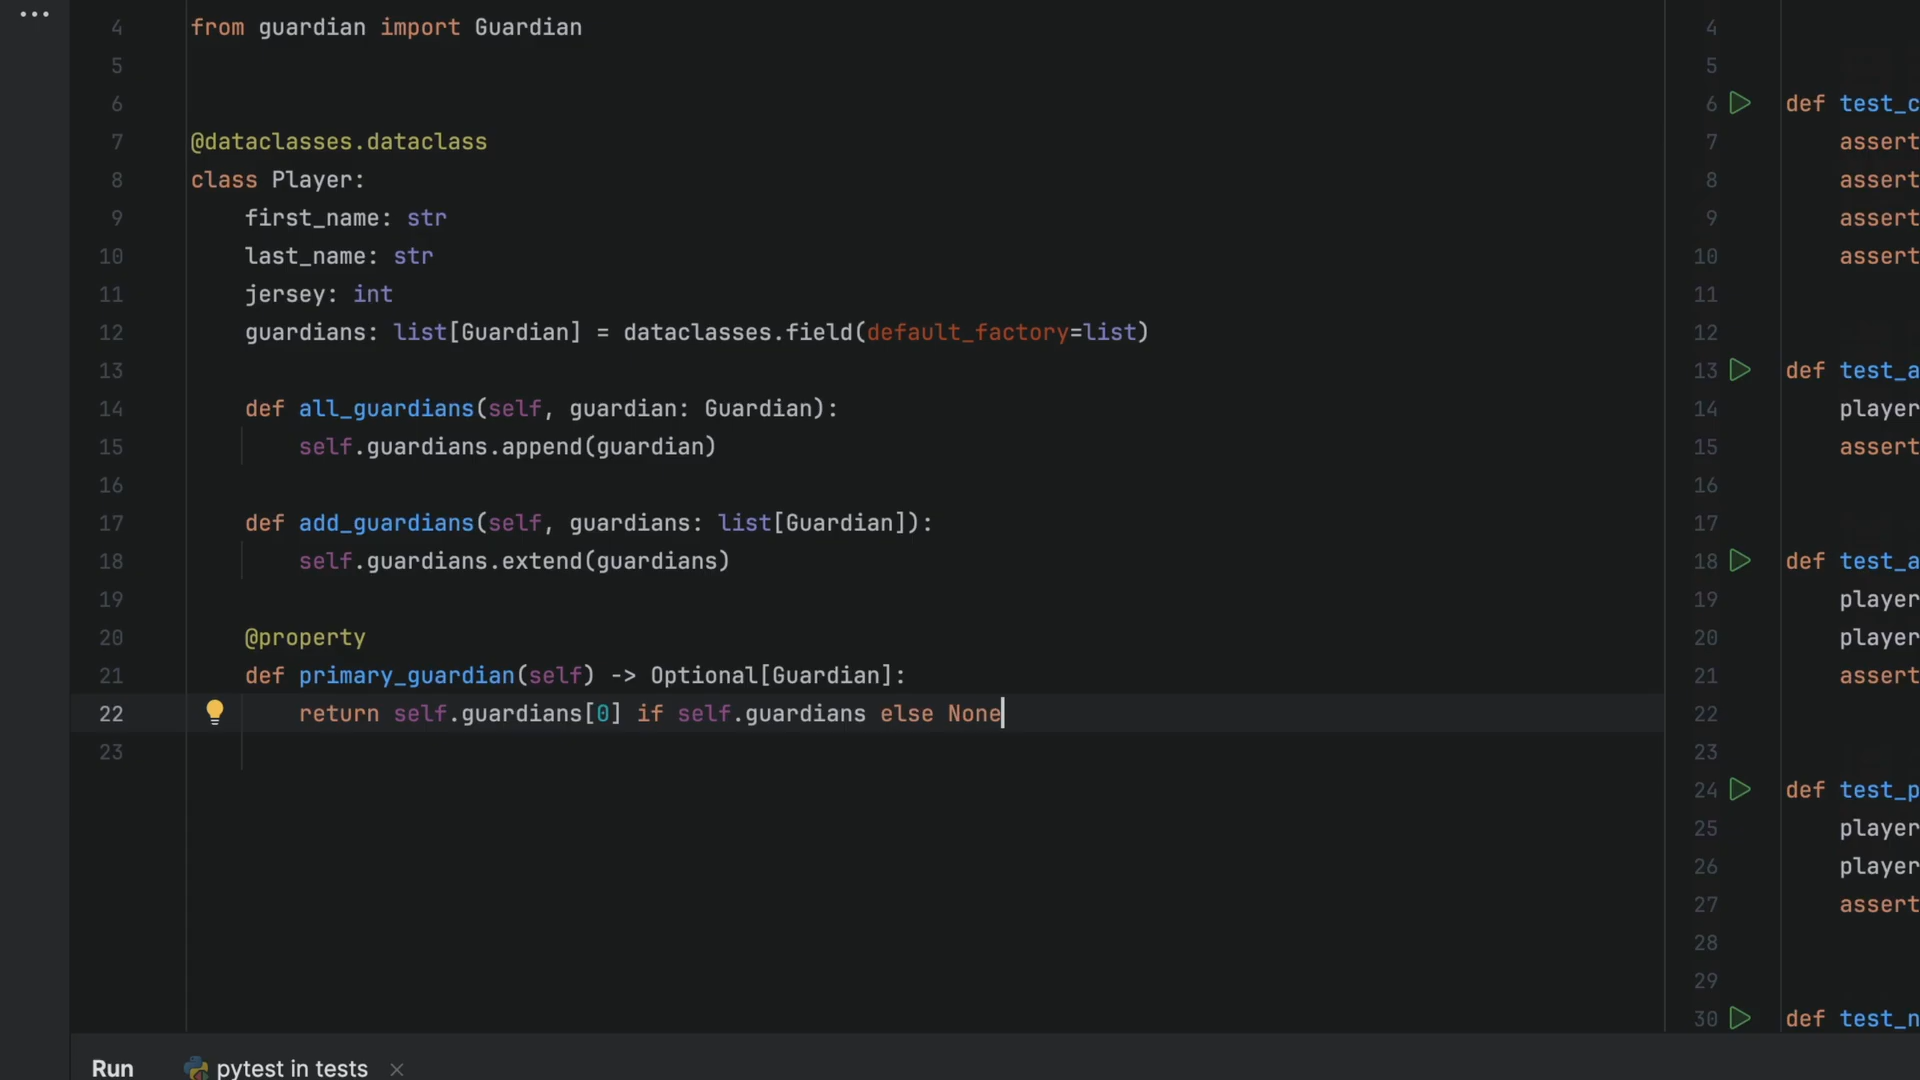 4 from guardian import Guardian
5
6
7 @dataclasses.dataclass
8 class Player:
9 first_name: str
10 last_name: str
11 jersey: int
12 guardians: list[Guardian] = dataclasses.field(default_factory=list)
13
14 def all_guardians(self, guardian: Guardian):
15 self.guardians.append(guardian)
16
17 def add_guardians(self, guardians: list[Guardian]):
18 self.guardians.extend(guardians)
19
20 @property
21 def primary_guardian(self) -> Optional[Guardian]:
22 return self.guardians[0] if self.guardians else None
23
4
5
6 def test_c
7 assert
8 assert
9 assert
10 assert
11
12
13 def test_a
14 player
15 assert
16
17
18 def test_a
19 player
20 player
21 assert
22
23
24 def test_p
25 player
26 player
27 assert
28
29
30 def test_n
Run pytest in tests